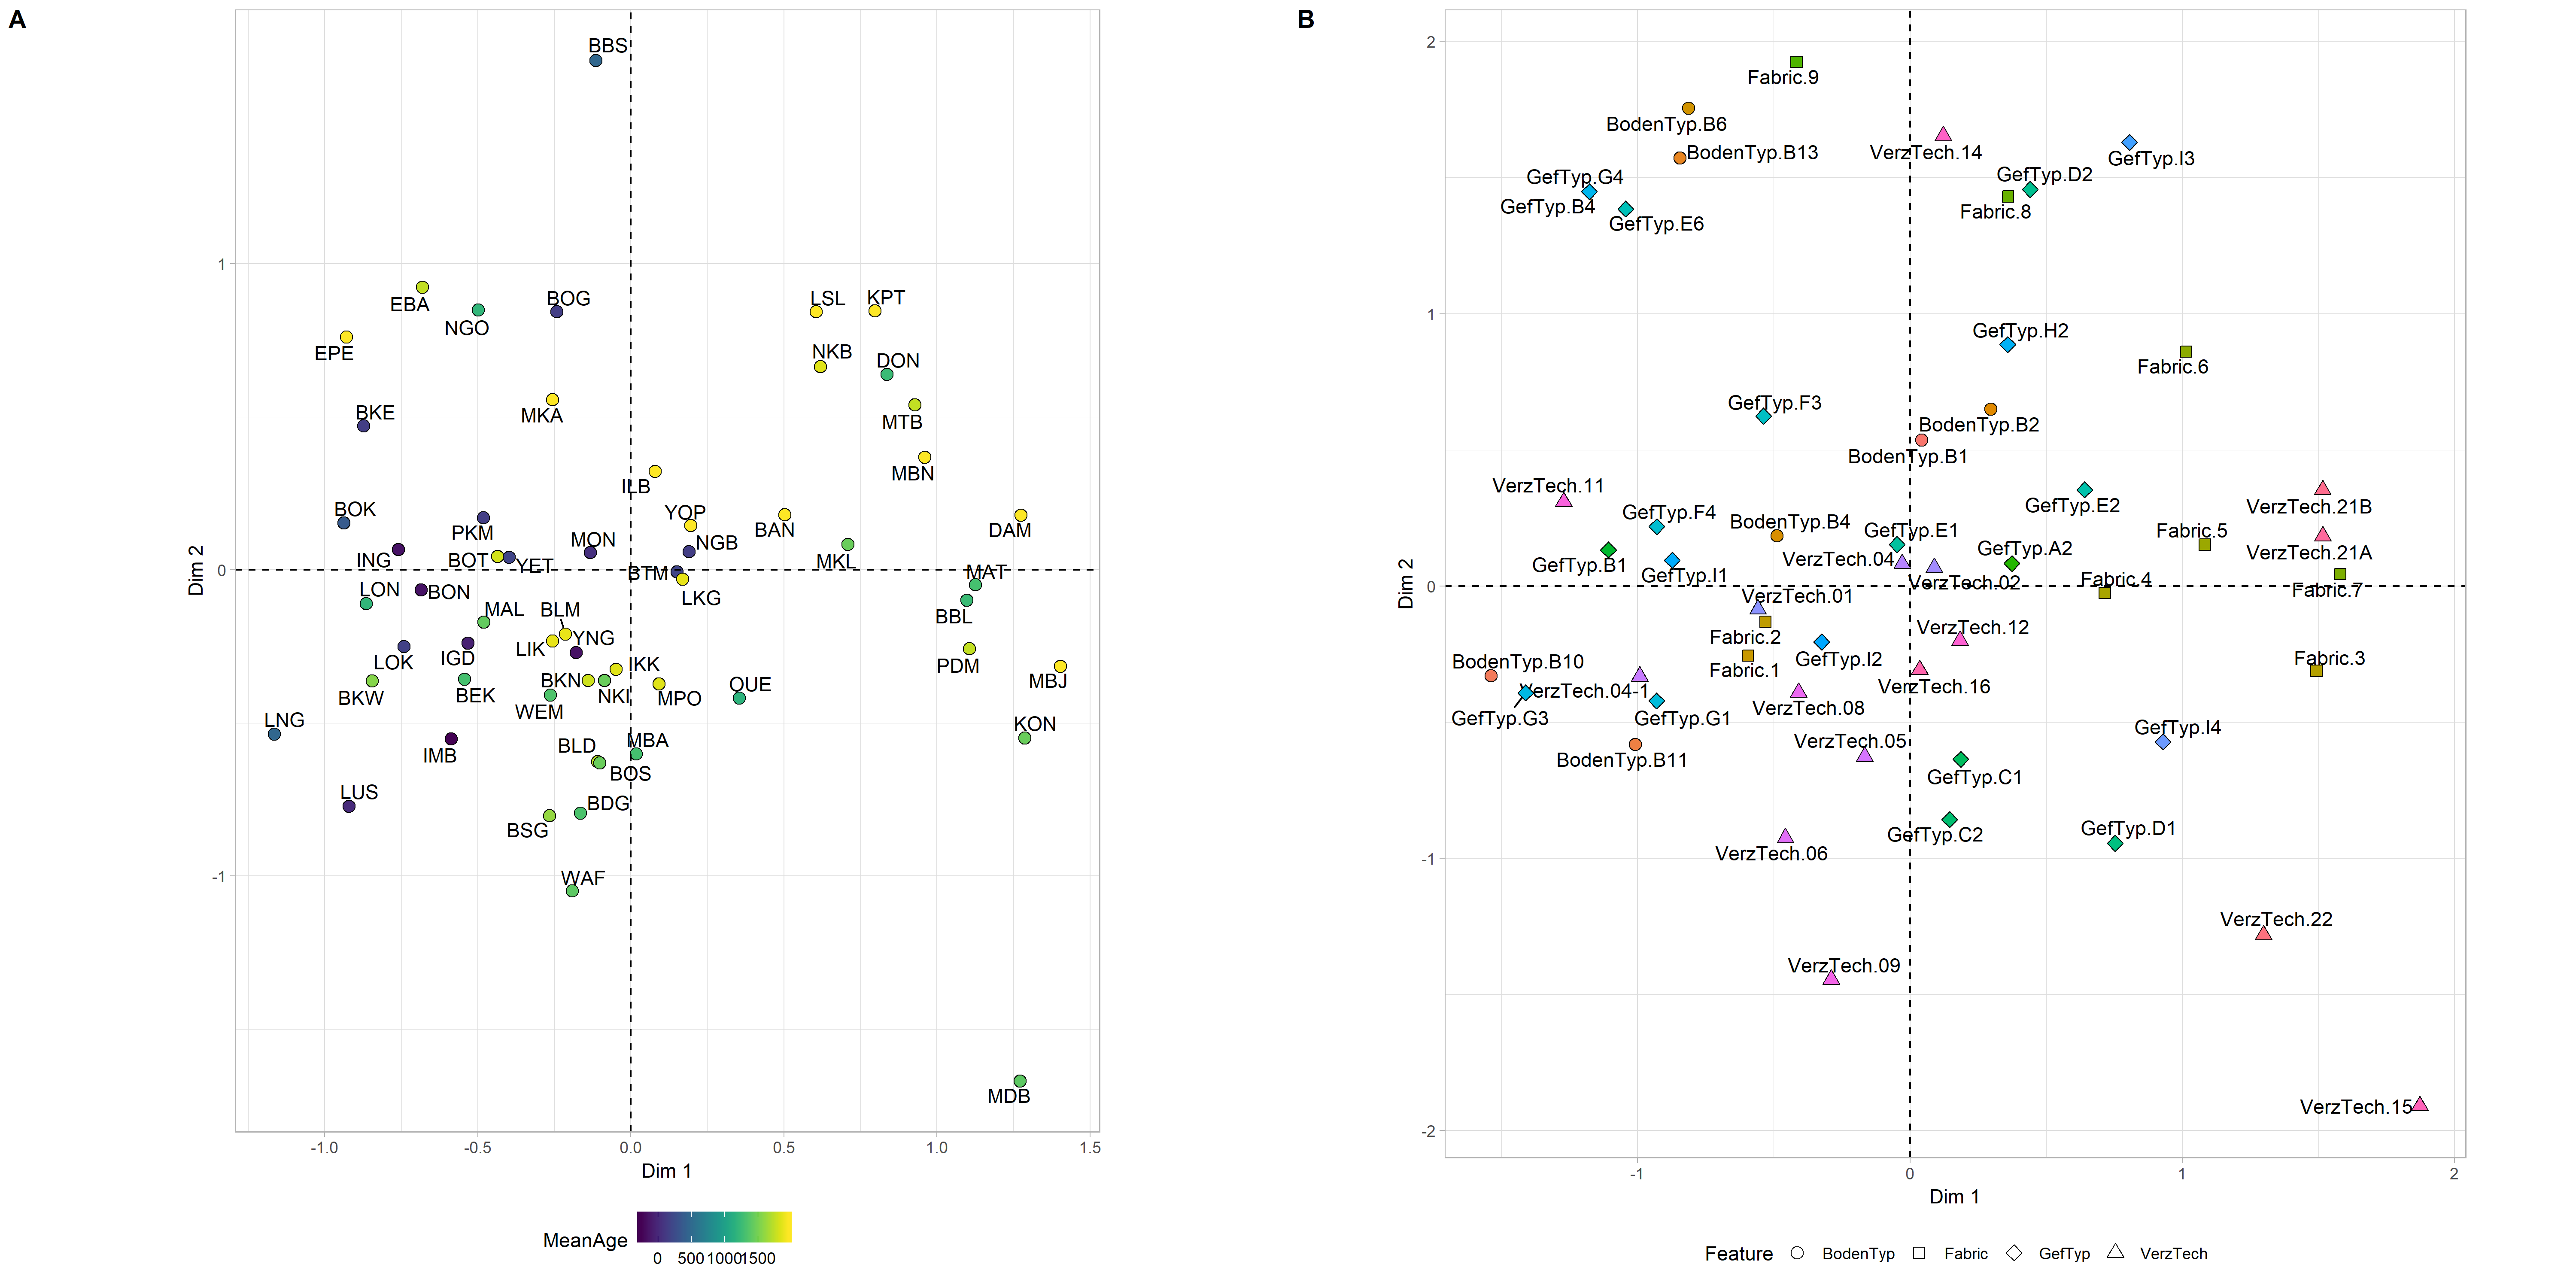 A
BBS
EBA
NGO
BOG
LSL
KPT
EPE
NKB
DON
MKA
BKE
MTB
MBN
ILB
BOK
YOP
BAN
DAM
PKM
MON
NGB
ING
BOT
YET
MKL
BTM
MAT
LON
BON
LKG
MAL
BLM
BBL
YNG
LIK
IGD
LOK
IKK
PDM
MBJ
BKW
BEK
BKN
NKI
MPO
OUE
WEM
LNG
KON
IMB
BLD
MBA
BOS
LUS
BDG
BSG
WAF
MDB
1
0
-1
Dim 2
-1.0
-0.5
0.0
0.5
1.0
1.5
Dim 1
MeanAge
0
500
1000
1500
B
Fabric.9
BodenTyp.B6
BodenTyp.B13
VerzTech.14
GefTyp.I3
GefTyp.G4
GefTyp.D2
GefTyp.B4
Fabric.8
GefTyp.E6
GefTyp.H2
Fabric.6
GefTyp.F3
BodenTyp.B2
BodenTyp.B1
VerzTech.11
GefTyp.E2
VerzTech.21B
GefTyp.F4
BodenTyp.B4
GefTyp.E1
Fabric.5
GefTyp.A2
VerzTech.21A
GefTyp.B1
VerzTech.04
GefTyp.I1
VerzTech.02
Fabric.4
Fabric.7
VerzTech.01
Fabric.2
VerzTech.12
BodenTyp.B10
Fabric.1
GefTyp.I2
Fabric.3
VerzTech.04-1
VerzTech.16
GefTyp.G3
GefTyp.G1
VerzTech.08
GefTyp.I4
VerzTech.05
BodenTyp.B11
GefTyp.C1
GefTyp.C2
GefTyp.D1
VerzTech.06
VerzTech.22
VerzTech.09
VerzTech.15
2
1
0
-1
-2
Dim 2
-1
0
1
2
Dim 1
Feature
BodenTyp
Fabric
GefTyp
VerzTech